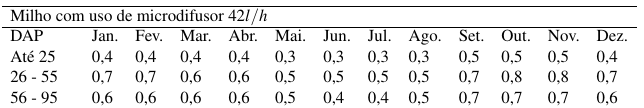 Milho com uso de microdifusor 42l/h
DAP Jan. Fev. Mar. Abr. Mai. Jun. Jul. Ago. Set. Out. Nov. Dez.
Até 25 0,4 0,4 0,4 0,4 0,3 0,3 0,3 0,3 0,5 0,5 0,5 0,4
26 - 55 0,7 0,7 0,6 0,6 0,5 0,5 0,5 0,5 0,7 0,8 0,8 0,7
56 - 95 0,6 0,6 0,6 0,6 0,5 0,4 0,4 0,5 0,7 0,7 0,7 0,6